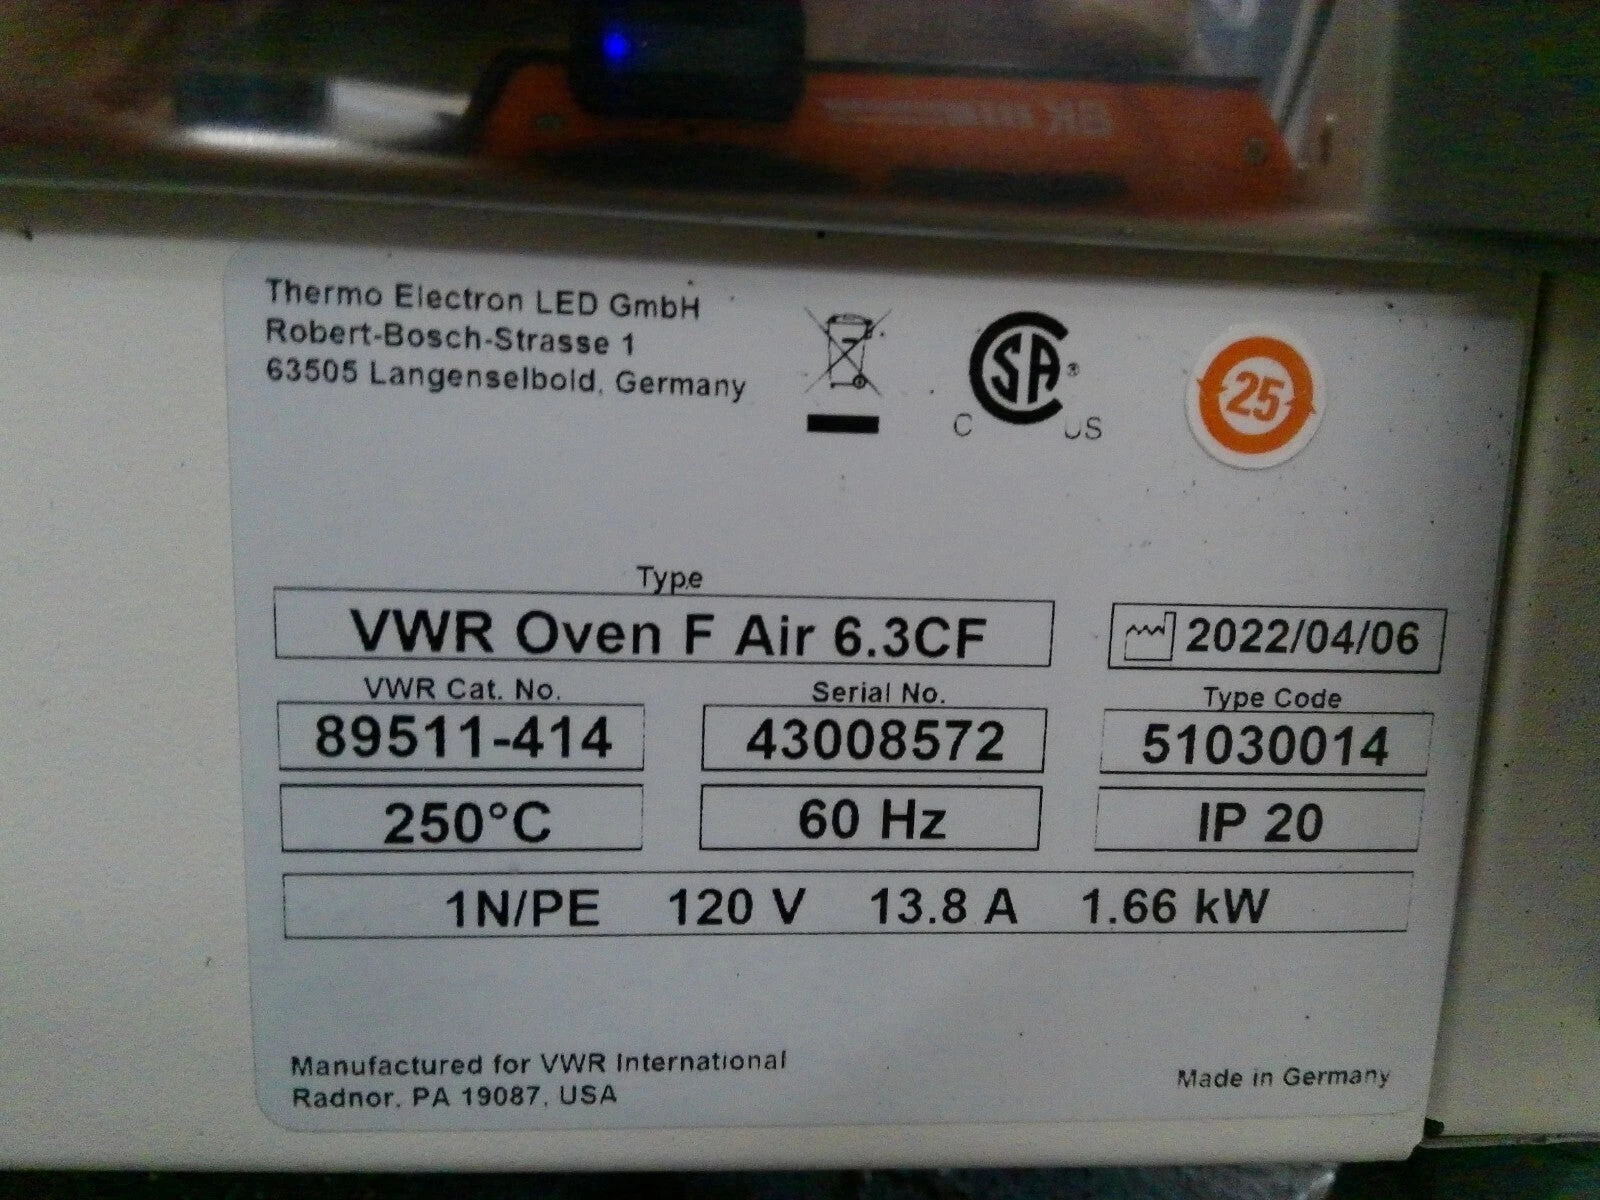 Thermo Electron LED GmbH
Robert-Bosch-Strasse 1
63505 Langenselbold, Germany
CSA®
C US
25
Type
VWR Oven F Air 6.3CF
2022/04/06
VWR Cat. No. Serial No. Type Code
89511-414 43008572 51030014
250°C 60 Hz IP 20
1N/PE 120 V 13.8 A 1.66 kW
Manufactured for VWR International
Radnor, PA 19087, USA
Made in Germany